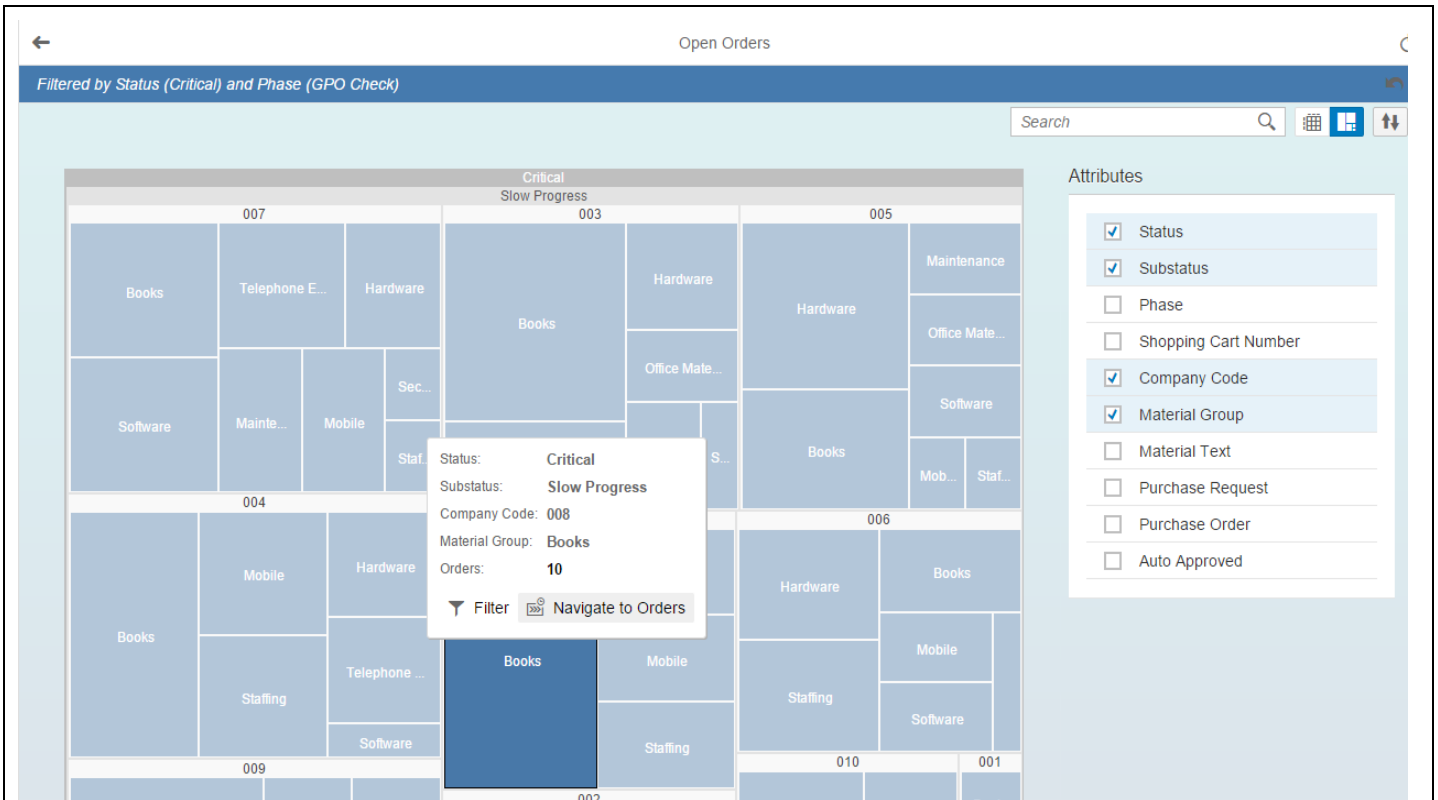 Open Orders
Filtered by Status (Critical) and Phase (GPO Check)
Search
Critical
Slow Progress
007
003
005
Books
Telephone E...
Hardware
Software
Mainte...
Mobile
Sec...
Staf..
Books
Hardware
Office Mate...
S...
Hardware
Maintenance
Office Mate...
Software
Books
Mob...
Staf...
004
006
Books
Mobile
Hardware
Staffing
Telephone ...
Software
Status: Critical
Substatus: Slow Progress
Company Code: 008
Material Group: Books
Orders: 10
Filter
Navigate to Orders
Books
Mobile
Staffing
Hardware
Books
Staffing
Mobile
Software
009
002
010
001
Attributes
Status
Substatus
Phase
Shopping Cart Number
Company Code
Material Group
Material Text
Purchase Request
Purchase Order
Auto Approved